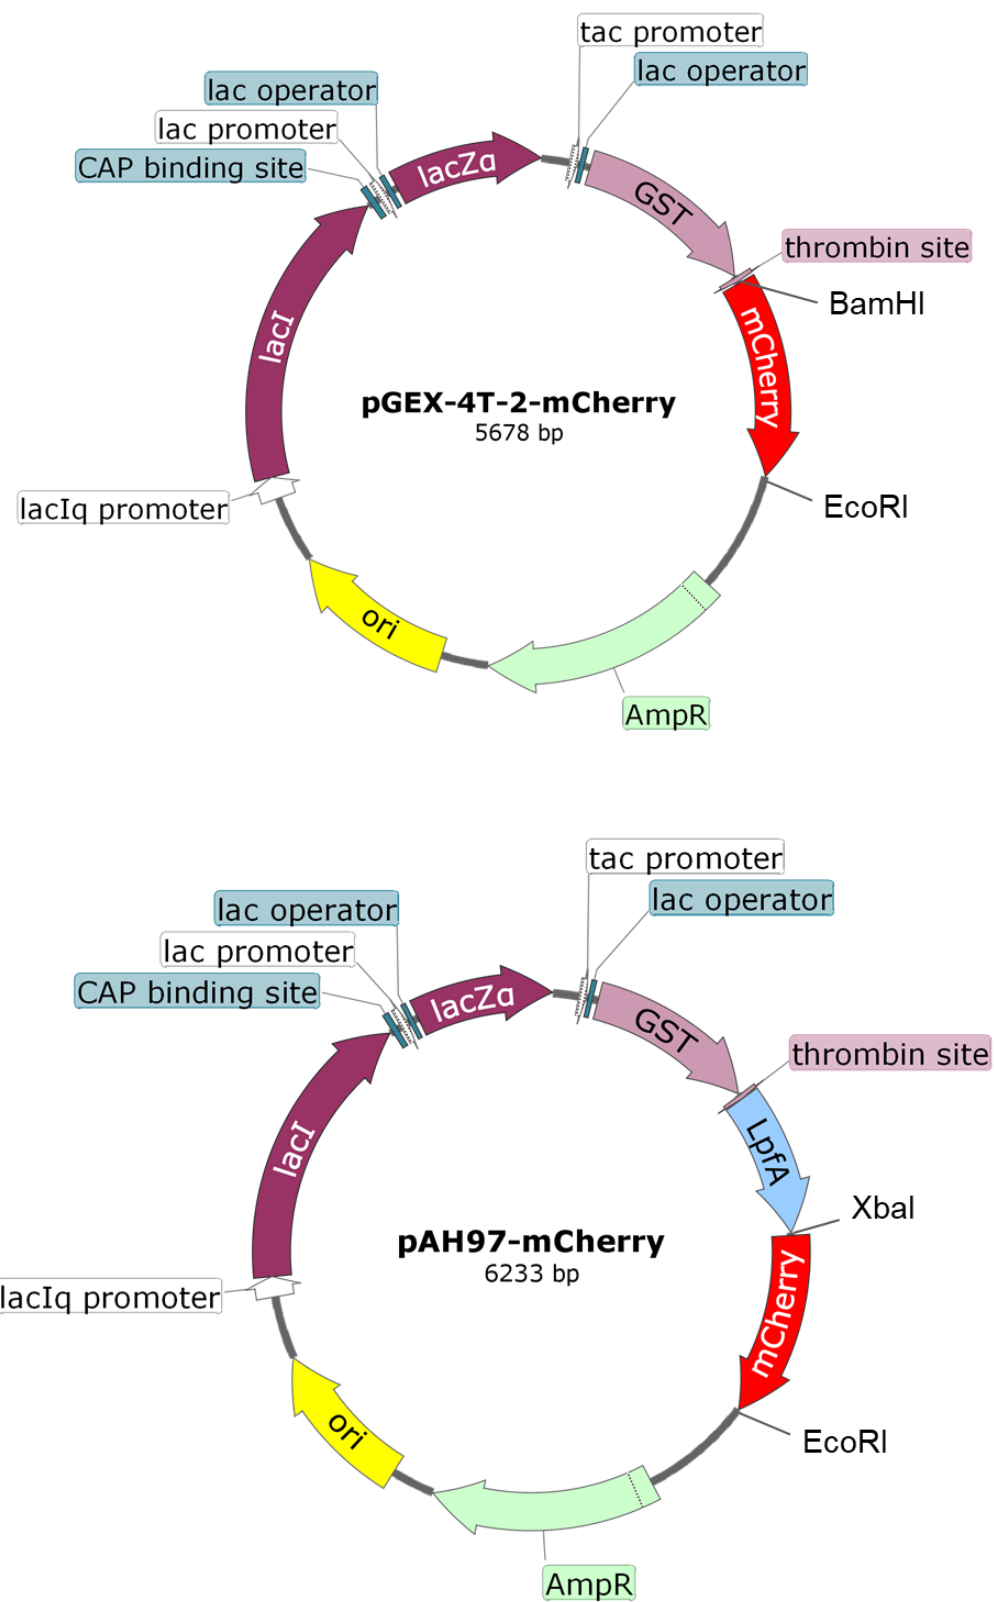 tac promoter
lac operator
lac operator
lac promoter
CAP binding site
lacZα
GST
thrombin site
BamHI
mCherry
lacI
pGEX-4T-2-mCherry
5678 bp
lacIq promoter
EcoRI
ori
AmpR
tac promoter
lac operator
lac operator
lac promoter
CAP binding site
lacZα
GST
thrombin site
LpfA
lacI
XbaI
pAH97-mCherry
6233 bp
mCherry
lacIq promoter
EcoRI
ori
AmpR